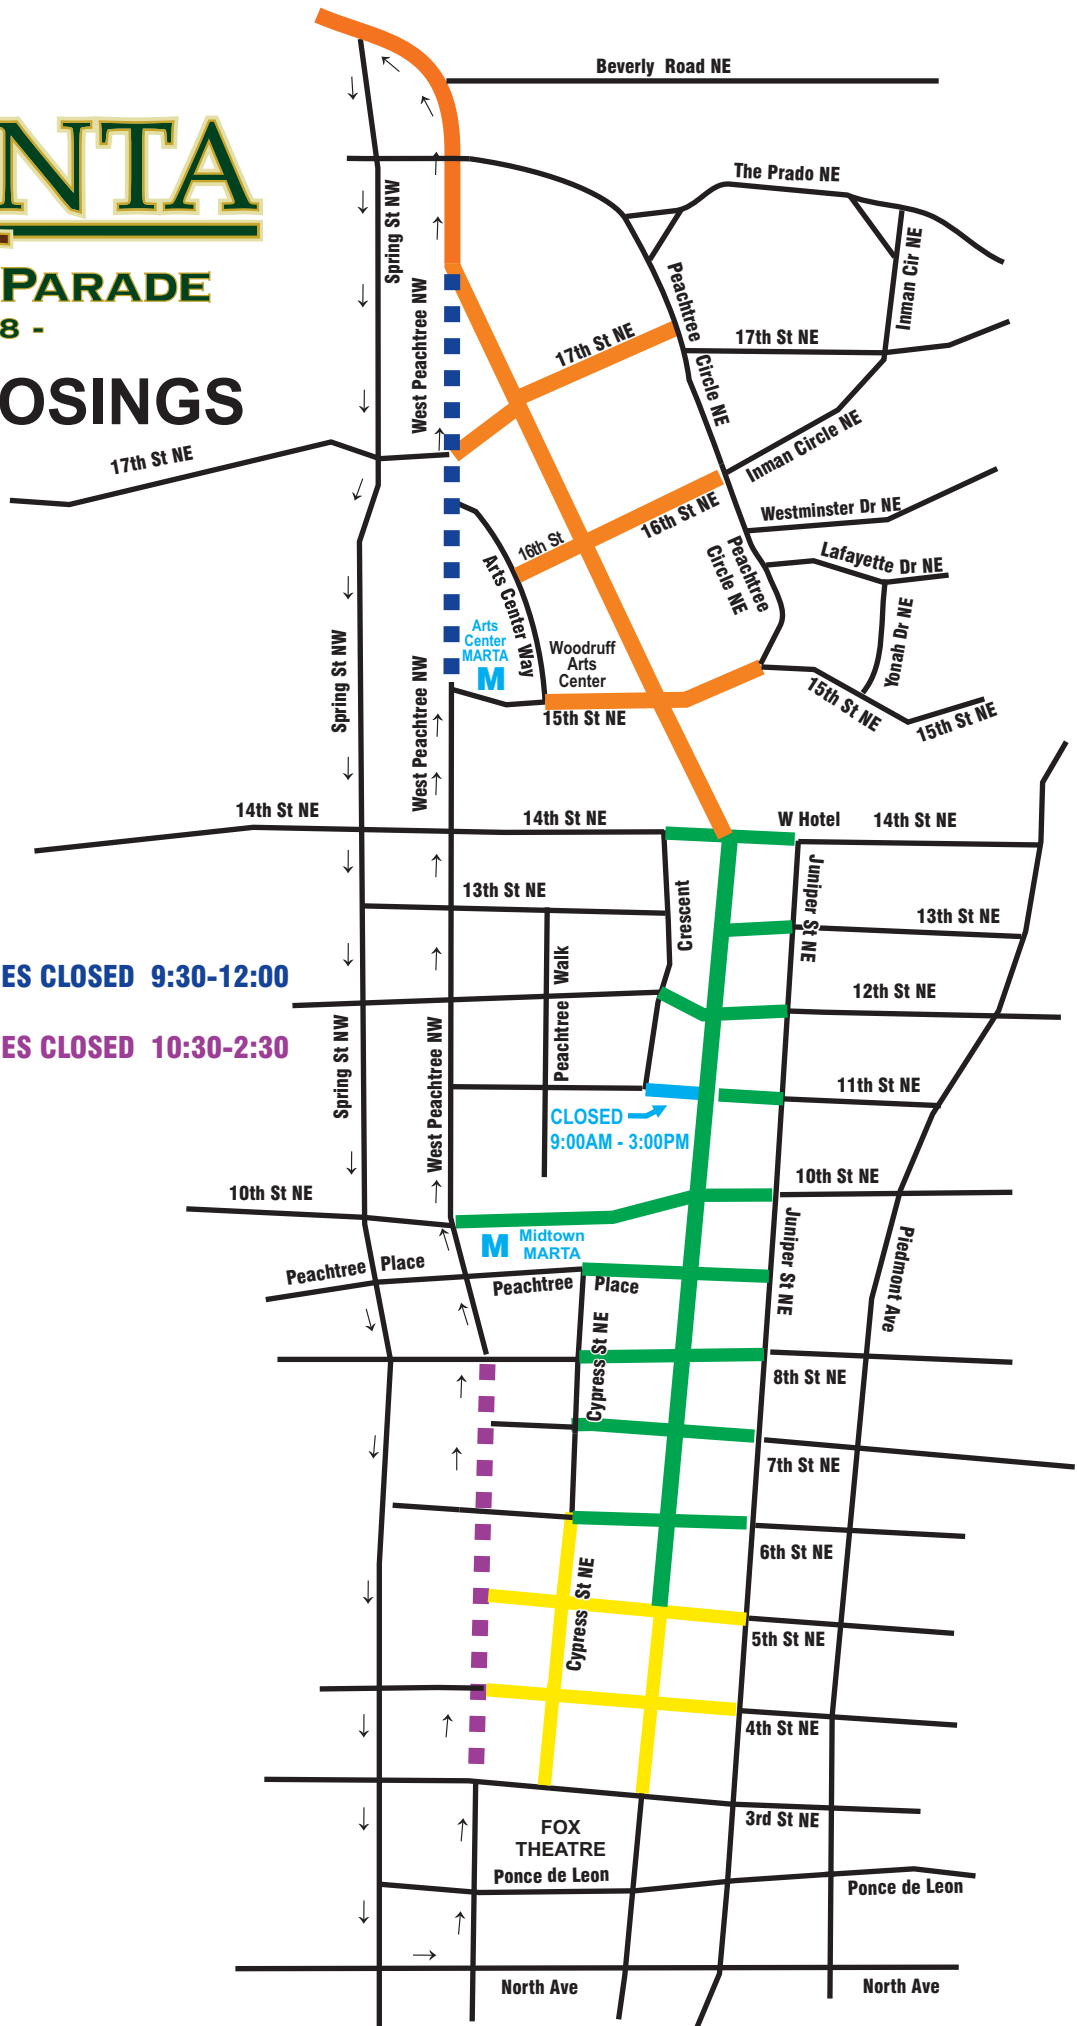 Beverly Road NE
NTA
The Prado NE
Spring St NW
Inman Cir NE
PARADE
8 -
Peachtree
Circle NE
West Peachtree NW
17th St NE
17th St NE
OSINGS
17th St NE
Inman Circle NE
16th St NE
Westminster Dr NE
16th St
Peachtree
Circle NE
Lafayette Dr NE
Arts Center Way
Yonah Dr NE
Arts
Center
MARTA
M
Woodruff
Arts
Center
Spring St NW
West Peachtree NW
15th St NE
15th St NE
15th St NE
14th St NE
14th St NE
W Hotel
14th St NE
Juniper St NE
13th St NE
Crescent
13th St NE
ES CLOSED 9:30-12:00
Peachtree Walk
12th St NE
ES CLOSED 10:30-2:30
Spring St NW
West Peachtree NW
11th St NE
CLOSED
9:00AM - 3:00PM
10th St NE
10th St NE
Juniper St NE
Piedmont Ave
M
Midtown
MARTA
Peachtree Place
Peachtree Place
Cypress St NE
8th St NE
7th St NE
6th St NE
Cypress St NE
5th St NE
4th St NE
3rd St NE
FOX
THEATRE
Ponce de Leon
Ponce de Leon
North Ave
North Ave